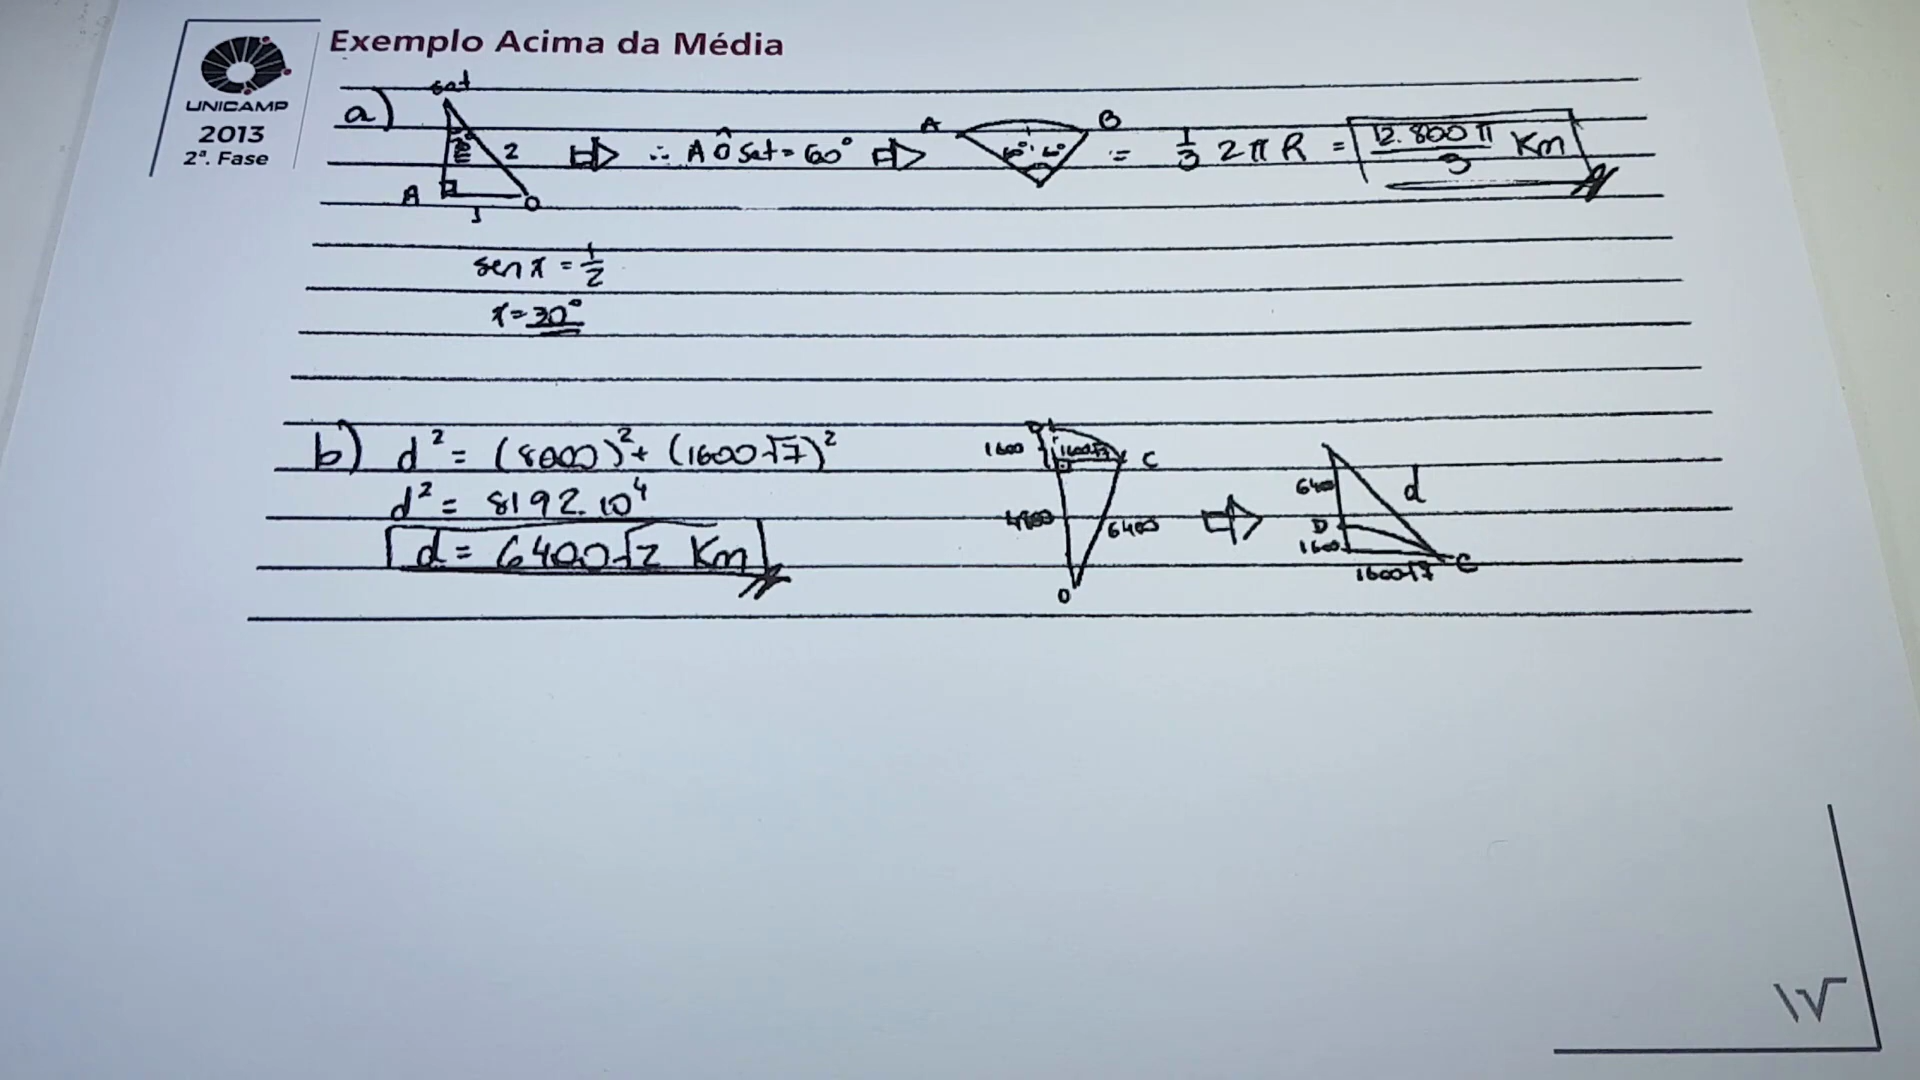 Exemplo Acima da Média
UNICAMP
2013
2ª. Fase
a)
sat
2
A
1
O
∴ AÔSat = 60°
A
B
60° 60°
= 1/3 2πR = 12.800π/3 Km
sen x = 1/2
x = 30°
b) d² = (8000)² + (1600√7)²
d² = 8192.10⁴
d = 6400√2 Km
D
1600
1600√7
C
4800
6400
O
6400
d
D
1600
1600√7
C